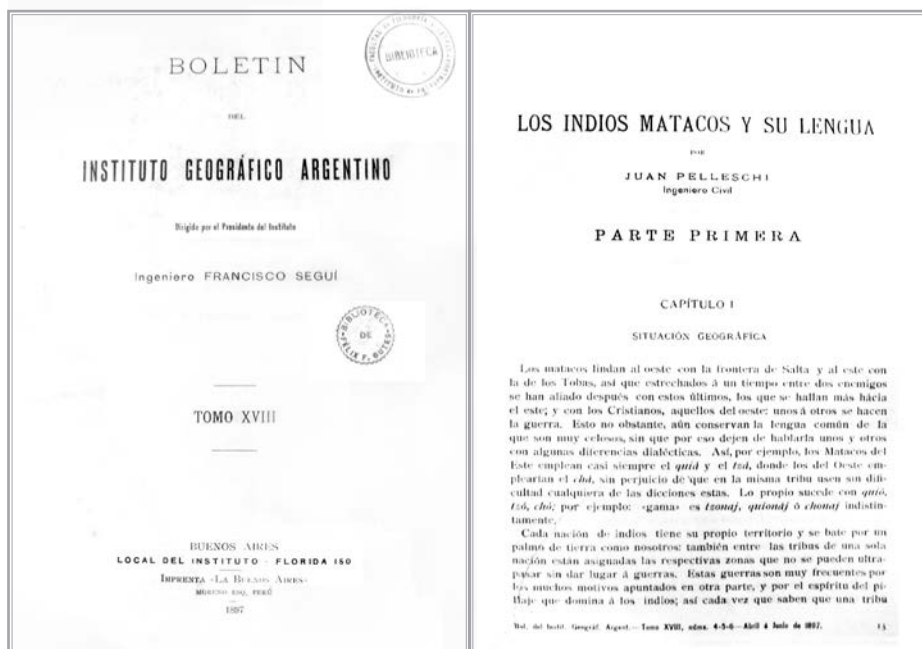 BOLETIN
DEL
INSTITUTO GEOGRÁFICO ARGENTINO
Dirigido por el Presidente del Instituto
Ingeniero FRANCISCO SEGUÍ
BIBLIOTECA
BIBLIOTECA
DE
FÉLIX F. OUTES
TOMO XVIII
BUENOS AIRES
LOCAL DEL INSTITUTO - FLORIDA 150
IMPRENTA «LA BUENOS AIRES»
MORENO ESQ. PERÚ
1897
LOS INDIOS MATACOS Y SU LENGUA
POR
JUAN PELLESCHI
Ingeniero Civil
PARTE PRIMERA
CAPÍTULO I
SITUACIÓN GEOGRÁFICA
Los matacos lindan al oeste con la frontera de Salta y al este con
la de los Tobas, así que estrechados á un tiempo entre dos enemigos
se han aliado después con estos últimos, los que se hallan más hácia
el este; y con los Cristianos, aquellos del oeste: unos á otros se hacen
la guerra. Esto no obstante, aún conservan la lengua común de la
que son muy celosos, sin que por eso dejen de hablarla unos y otros
con algunas diferencias dialécticas. Así, por ejemplo, los Matacos del
Este emplean casi siempre el quiá y el tzá, donde los del Oeste em-
plearían el chá, sin perjuicio de que en la misma tribu usen sin difi-
cultad cualquiera de las dicciones estas. Lo propio sucede con quió,
tzó, chó; por ejemplo: «gama» es tzonaj, quionáj ó chonaj indistin-
tamente.
Cada nación de indios tiene su propio territorio y se bate por un
palmo de tierra como nosotros: también entre las tribus de una sola
nación están asignadas las respectivas zonas que no se pueden ultra-
pasar sin dar lugar á guerras. Estas guerras son muy frecuentes por
los muchos motivos apuntados en otra parte, y por el espíritu del pi-
llaje que domina á los indios; así cada vez que saben que una tribu
Bol. del Instit. Geográf. Argent. — Tomo XVIII, núms. 4-5-6 — Abril á Junio de 1897.